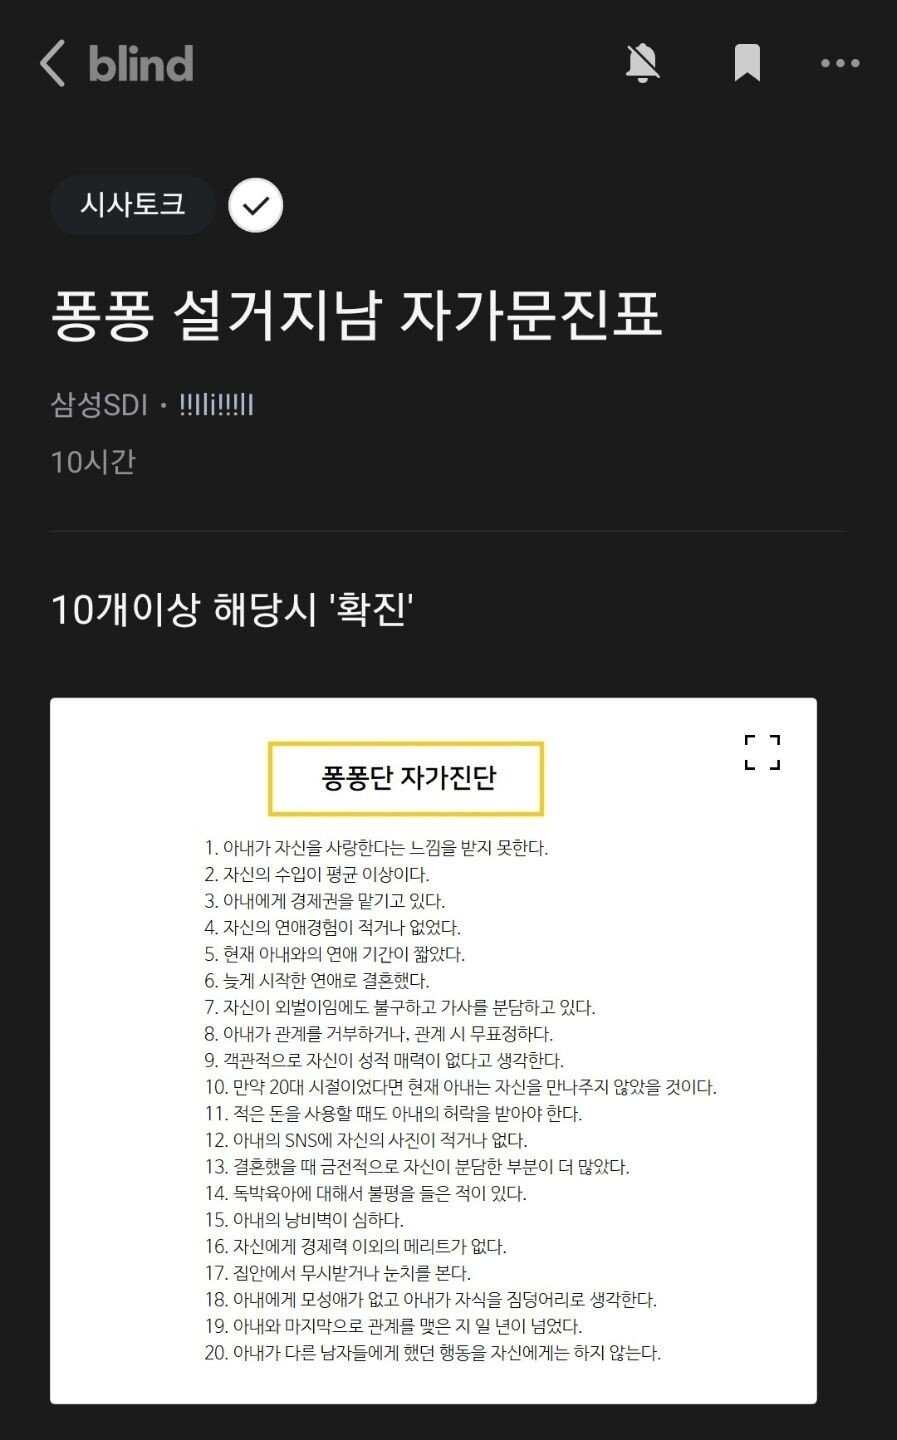 blind
시사토크
퐁퐁 설거지남 자가문진표
삼성SDI · !!!li!!!ll
10시간
10개이상 해당시 '확진'
퐁퐁단 자가진단
1. 아내가 자신을 사랑한다는 느낌을 받지 못한다.
2. 자신의 수입이 평균 이상이다.
3. 아내에게 경제권을 맡기고 있다.
4. 자신의 연애경험이 적거나 없었다.
5. 현재 아내와의 연애 기간이 짧았다.
6. 늦게 시작한 연애로 결혼했다.
7. 자신이 외벌이임에도 불구하고 가사를 분담하고 있다.
8. 아내가 관계를 거부하거나, 관계 시 무표정하다.
9. 객관적으로 자신이 성적 매력이 없다고 생각한다.
10. 만약 20대 시절이었다면 현재 아내는 자신을 만나주지 않았을 것이다.
11. 적은 돈을 사용할 때도 아내의 허락을 받아야 한다.
12. 아내의 SNS에 자신의 사진이 적거나 없다.
13. 결혼했을 때 금전적으로 자신이 분담한 부분이 더 많았다.
14. 독박육아에 대해서 불평을 들은 적이 있다.
15. 아내의 낭비벽이 심하다.
16. 자신에게 경제력 이외의 메리트가 없다.
17. 집안에서 무시받거나 눈치를 본다.
18. 아내에게 모성애가 없고 아내가 자식을 짐덩어리로 생각한다.
19. 아내와 마지막으로 관계를 맺은 지 일 년이 넘었다.
20. 아내가 다른 남자들에게 했던 행동을 자신에게는 하지 않는다.